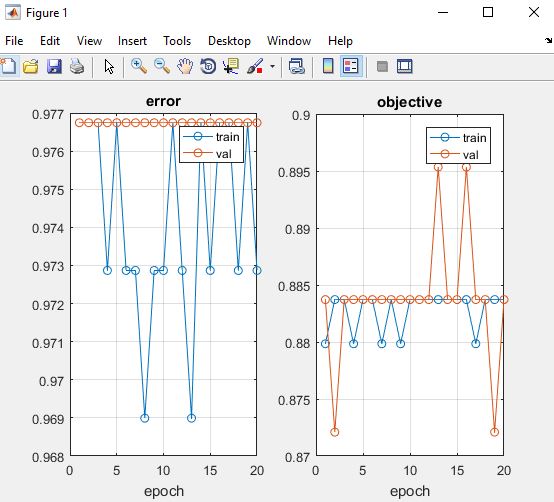 Figure 1
File Edit View Insert Tools Desktop Window Help
error
0.977
0.976
0.975
0.974
0.973
0.972
0.971
0.97
0.969
0.968
0 5 10 15 20
epoch
train
val
objective
0.9
0.895
0.89
0.885
0.88
0.875
0.87
0 5 10 15 20
epoch
train
val